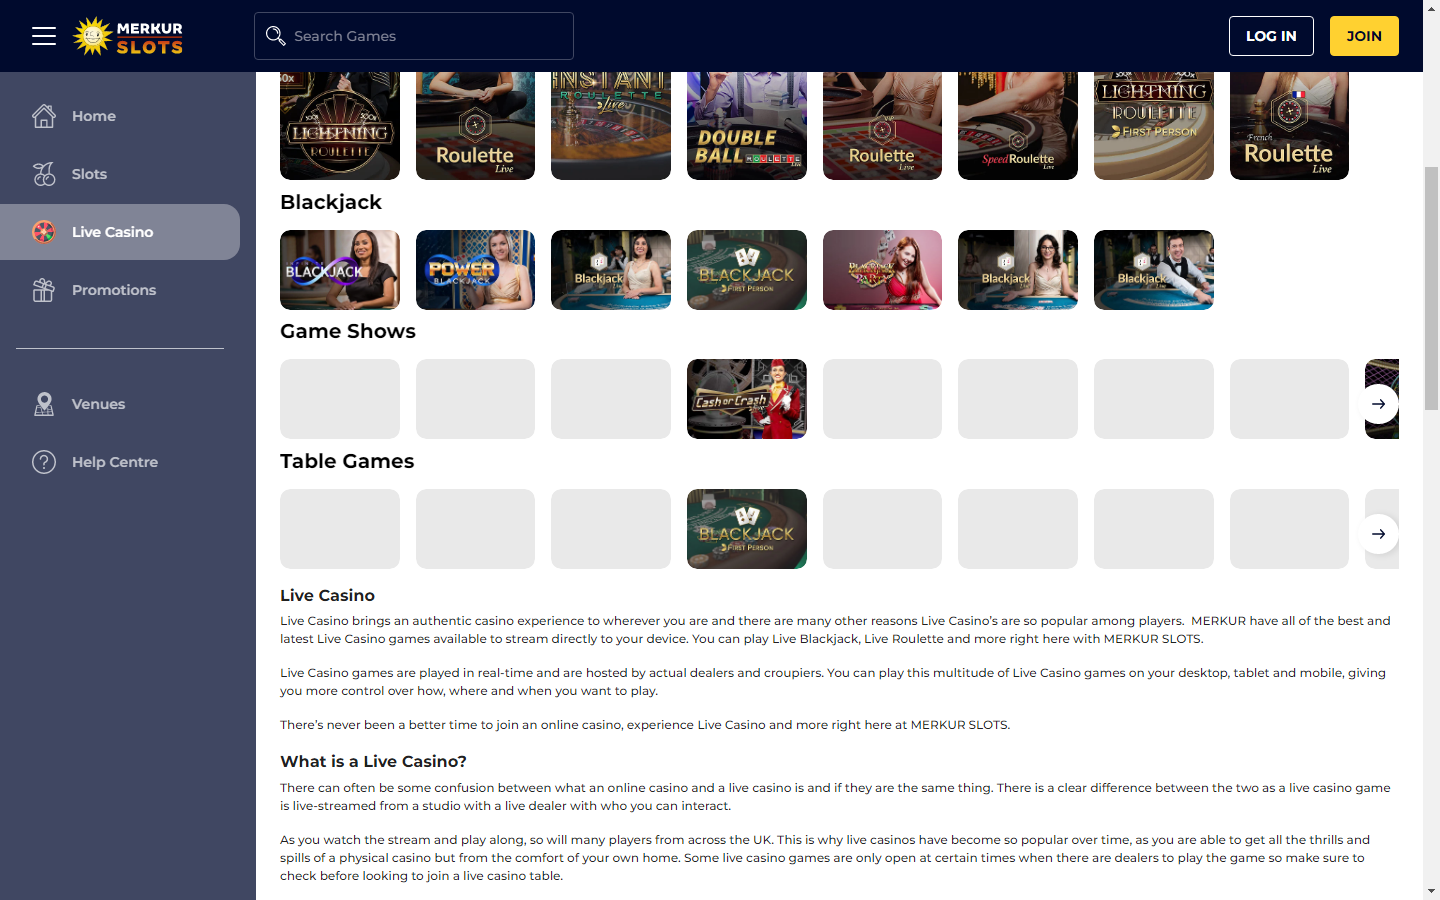 MERKUR
SLOTS
Search Games
LOG IN
JOIN
Home
Slots
Live Casino
Promotions
Venues
Help Centre
LIGHTNING
ROULETTE
Roulette
Live
INSTANT
ROULETTE
Live
DOUBLE
BALL ROULETTE
Live
VIP
Roulette
Live
Speed Roulette
Live
LIGHTNING
ROULETTE
FIRST PERSON
French
Roulette
Live
Blackjack
BLACKJACK
POWER
BLACKJACK
Blackjack
BLACKJACK
FIRST PERSON
Blackjack
Blackjack
Game Shows
Cash or Crash
Live
Table Games
BLACKJACK
FIRST PERSON
Live Casino
Live Casino brings an authentic casino experience to wherever you are and there are many other reasons Live Casino's are so popular among players.  MERKUR have all of the best and
latest Live Casino games available to stream directly to your device. You can play Live Blackjack, Live Roulette and more right here with MERKUR SLOTS.
Live Casino games are played in real-time and are hosted by actual dealers and croupiers. You can play this multitude of Live Casino games on your desktop, tablet and mobile, giving
you more control over how, where and when you want to play.
There's never been a better time to join an online casino, experience Live Casino and more right here at MERKUR SLOTS.
What is a Live Casino?
There can often be some confusion between what an online casino and a live casino is and if they are the same thing. There is a clear difference between the two as a live casino game
is live-streamed from a studio with a live dealer with who you can interact.
As you watch the stream and play along, so will many players from across the UK. This is why live casinos have become so popular over time, as you are able to get all the thrills and
spills of a physical casino but from the comfort of your own home. Some live casino games are only open at certain times when there are dealers to play the game so make sure to
check before looking to join a live casino table.